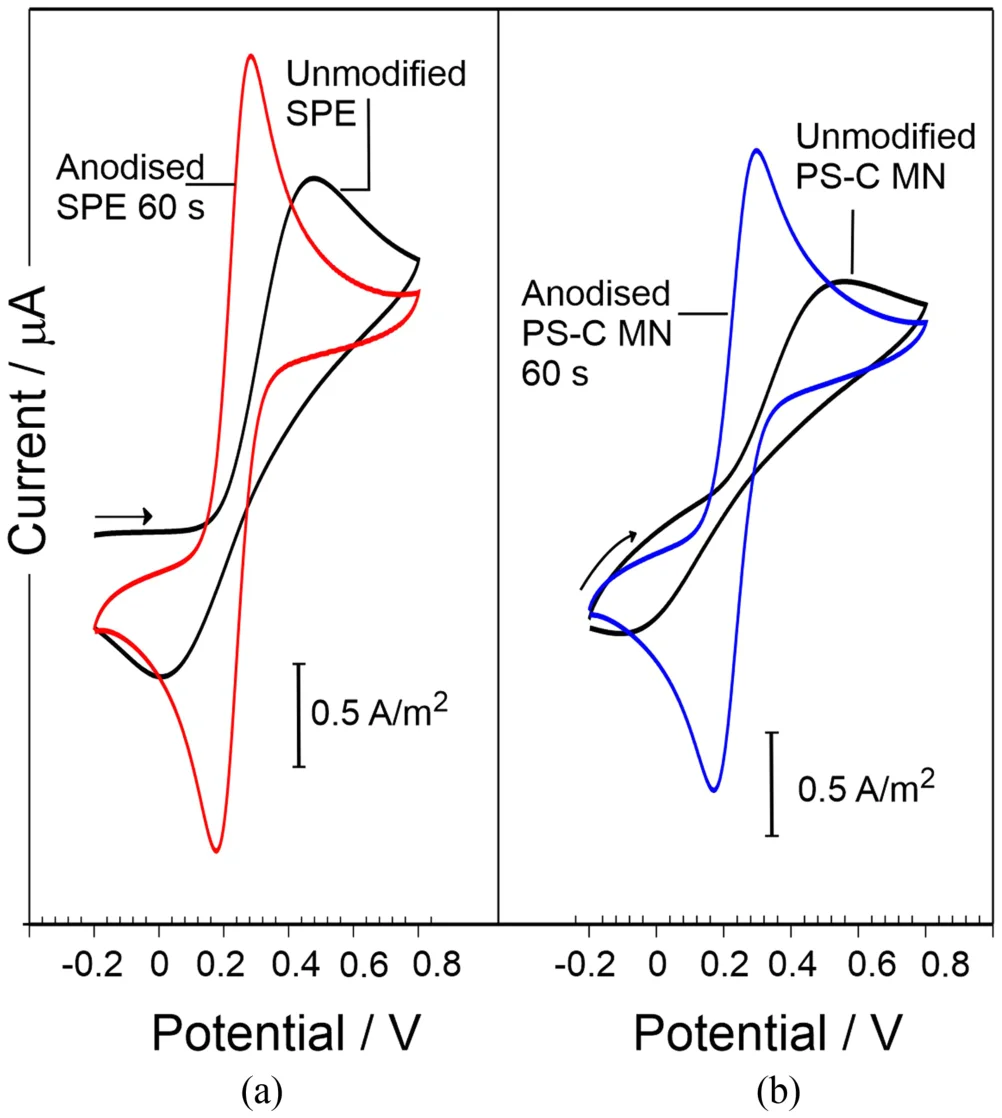 Unmodified
SPE
Anodised
SPE 60 s
Unmodified
PS-C MN
Anodised
PS-C MN
60 s
Current / μA
0.5 A/m²
0.5 A/m²
-0.2 0 0.2 0.4 0.6 0.8
-0.2 0 0.2 0.4 0.6 0.8
Potential / V
Potential / V
(a)
(b)